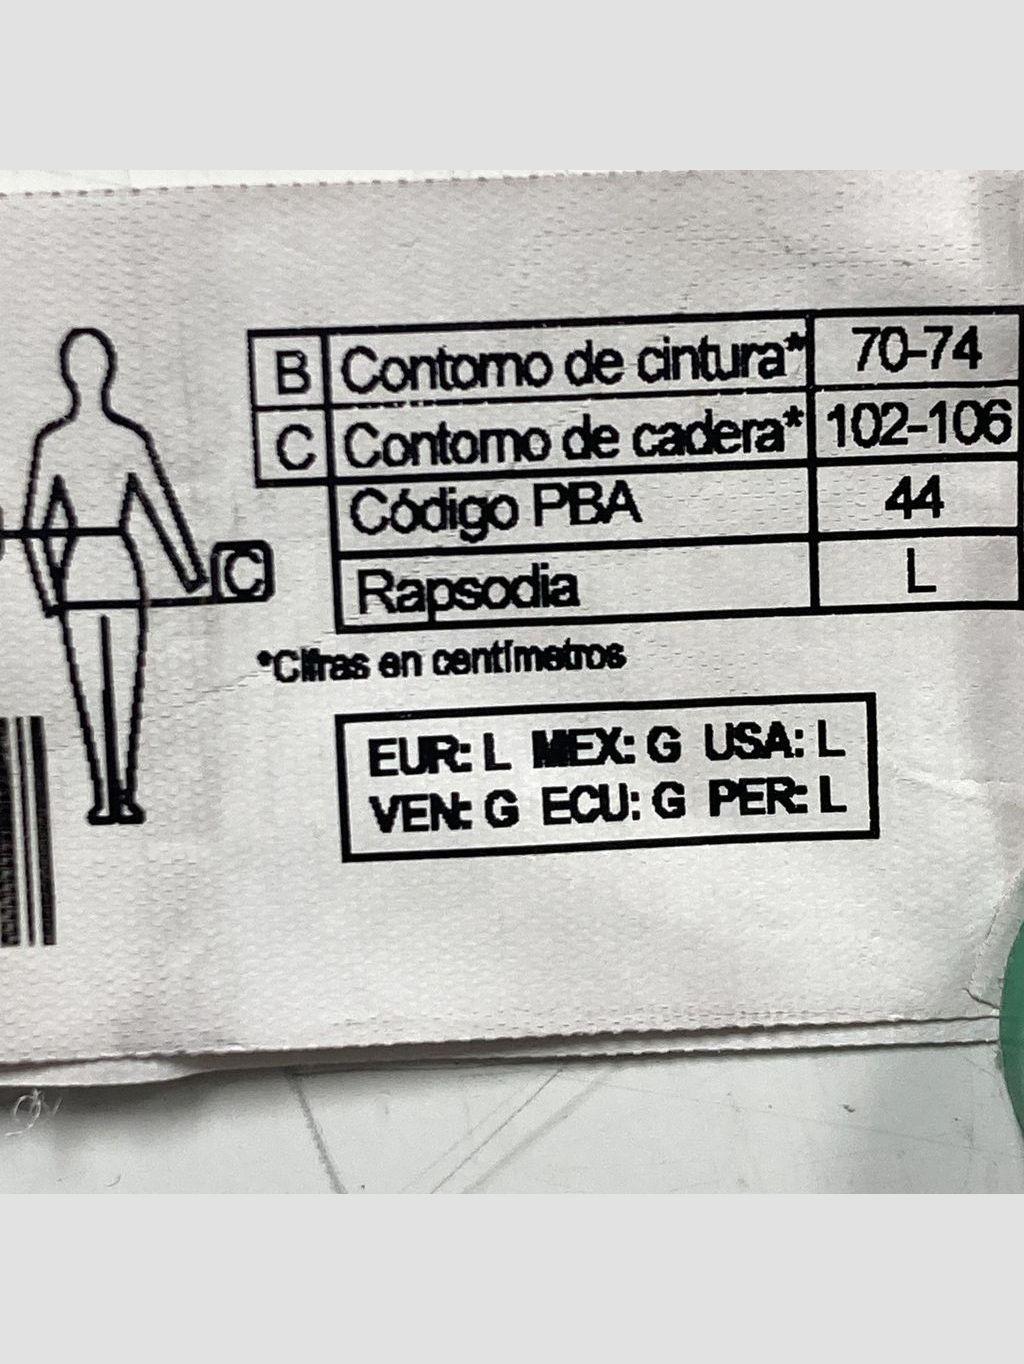 B Contorno de cintura* 70-74
C Contorno de cadera* 102-106
Código PBA 44
Rapsodia L
C
*Cifras en centímetros
EUR: L MEX: G USA: L
VEN: G ECU: G PER: L